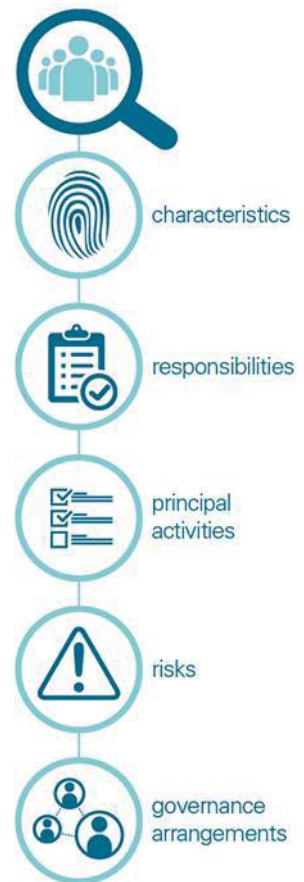 characteristics
responsibilities
principal
activities
risks
governance
arrangements